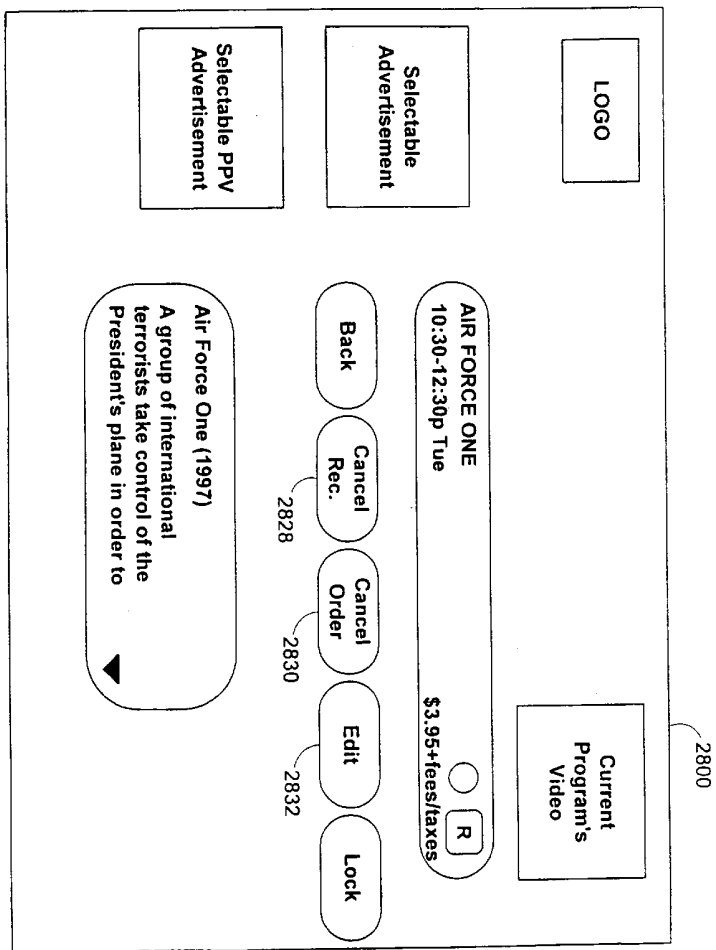 2800
LOGO
Current
Program's
Video
AIR FORCE ONE
10:30-12:30p Tue
R
$3.95+fees/taxes
Selectable
Advertisement
Back
Cancel
Rec.
Cancel
Order
Edit
Lock
2828
2830
2832
Selectable PPV
Advertisement
Air Force One (1997)
A group of international
terrorists take control of the
President's plane in order to